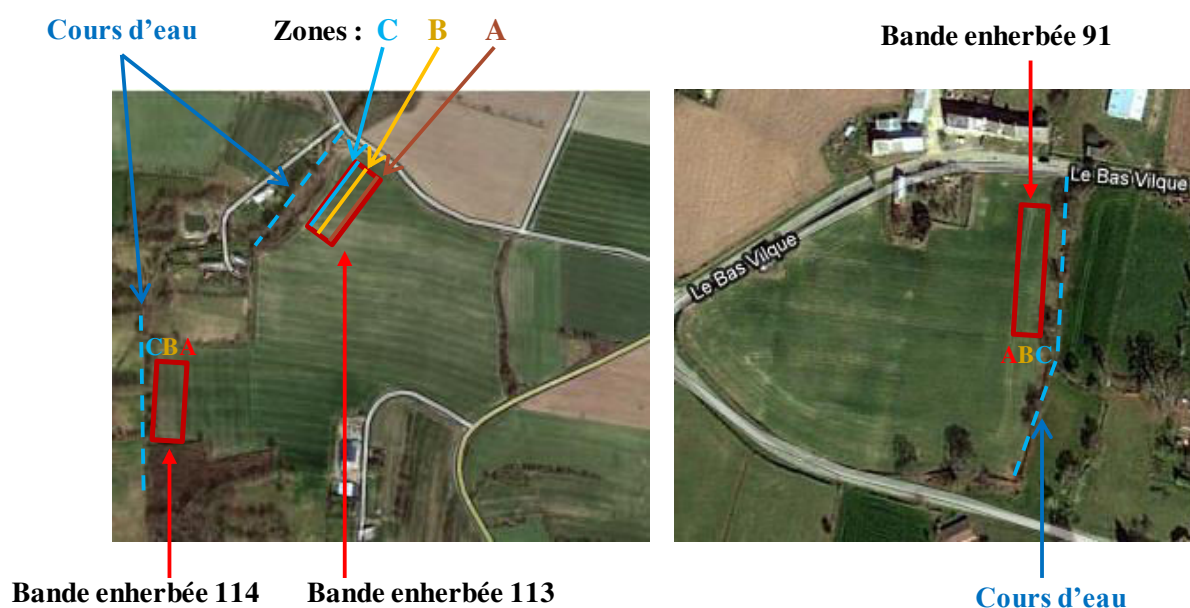 Cours d'eau
Zones : C B A
Bande enherbée 91
Le Bas Vilque
Le Bas Vilque
CBA
ABC
Bande enherbée 114
Bande enherbée 113
Cours d'eau